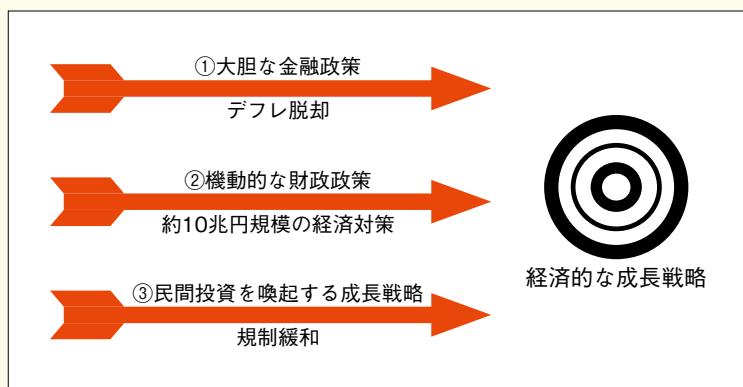 ①大胆な金融政策
デフレ脱却
②機動的な財政政策
約10兆円規模の経済対策
③民間投資を喚起する成長戦略
規制緩和
経済的な成長戦略